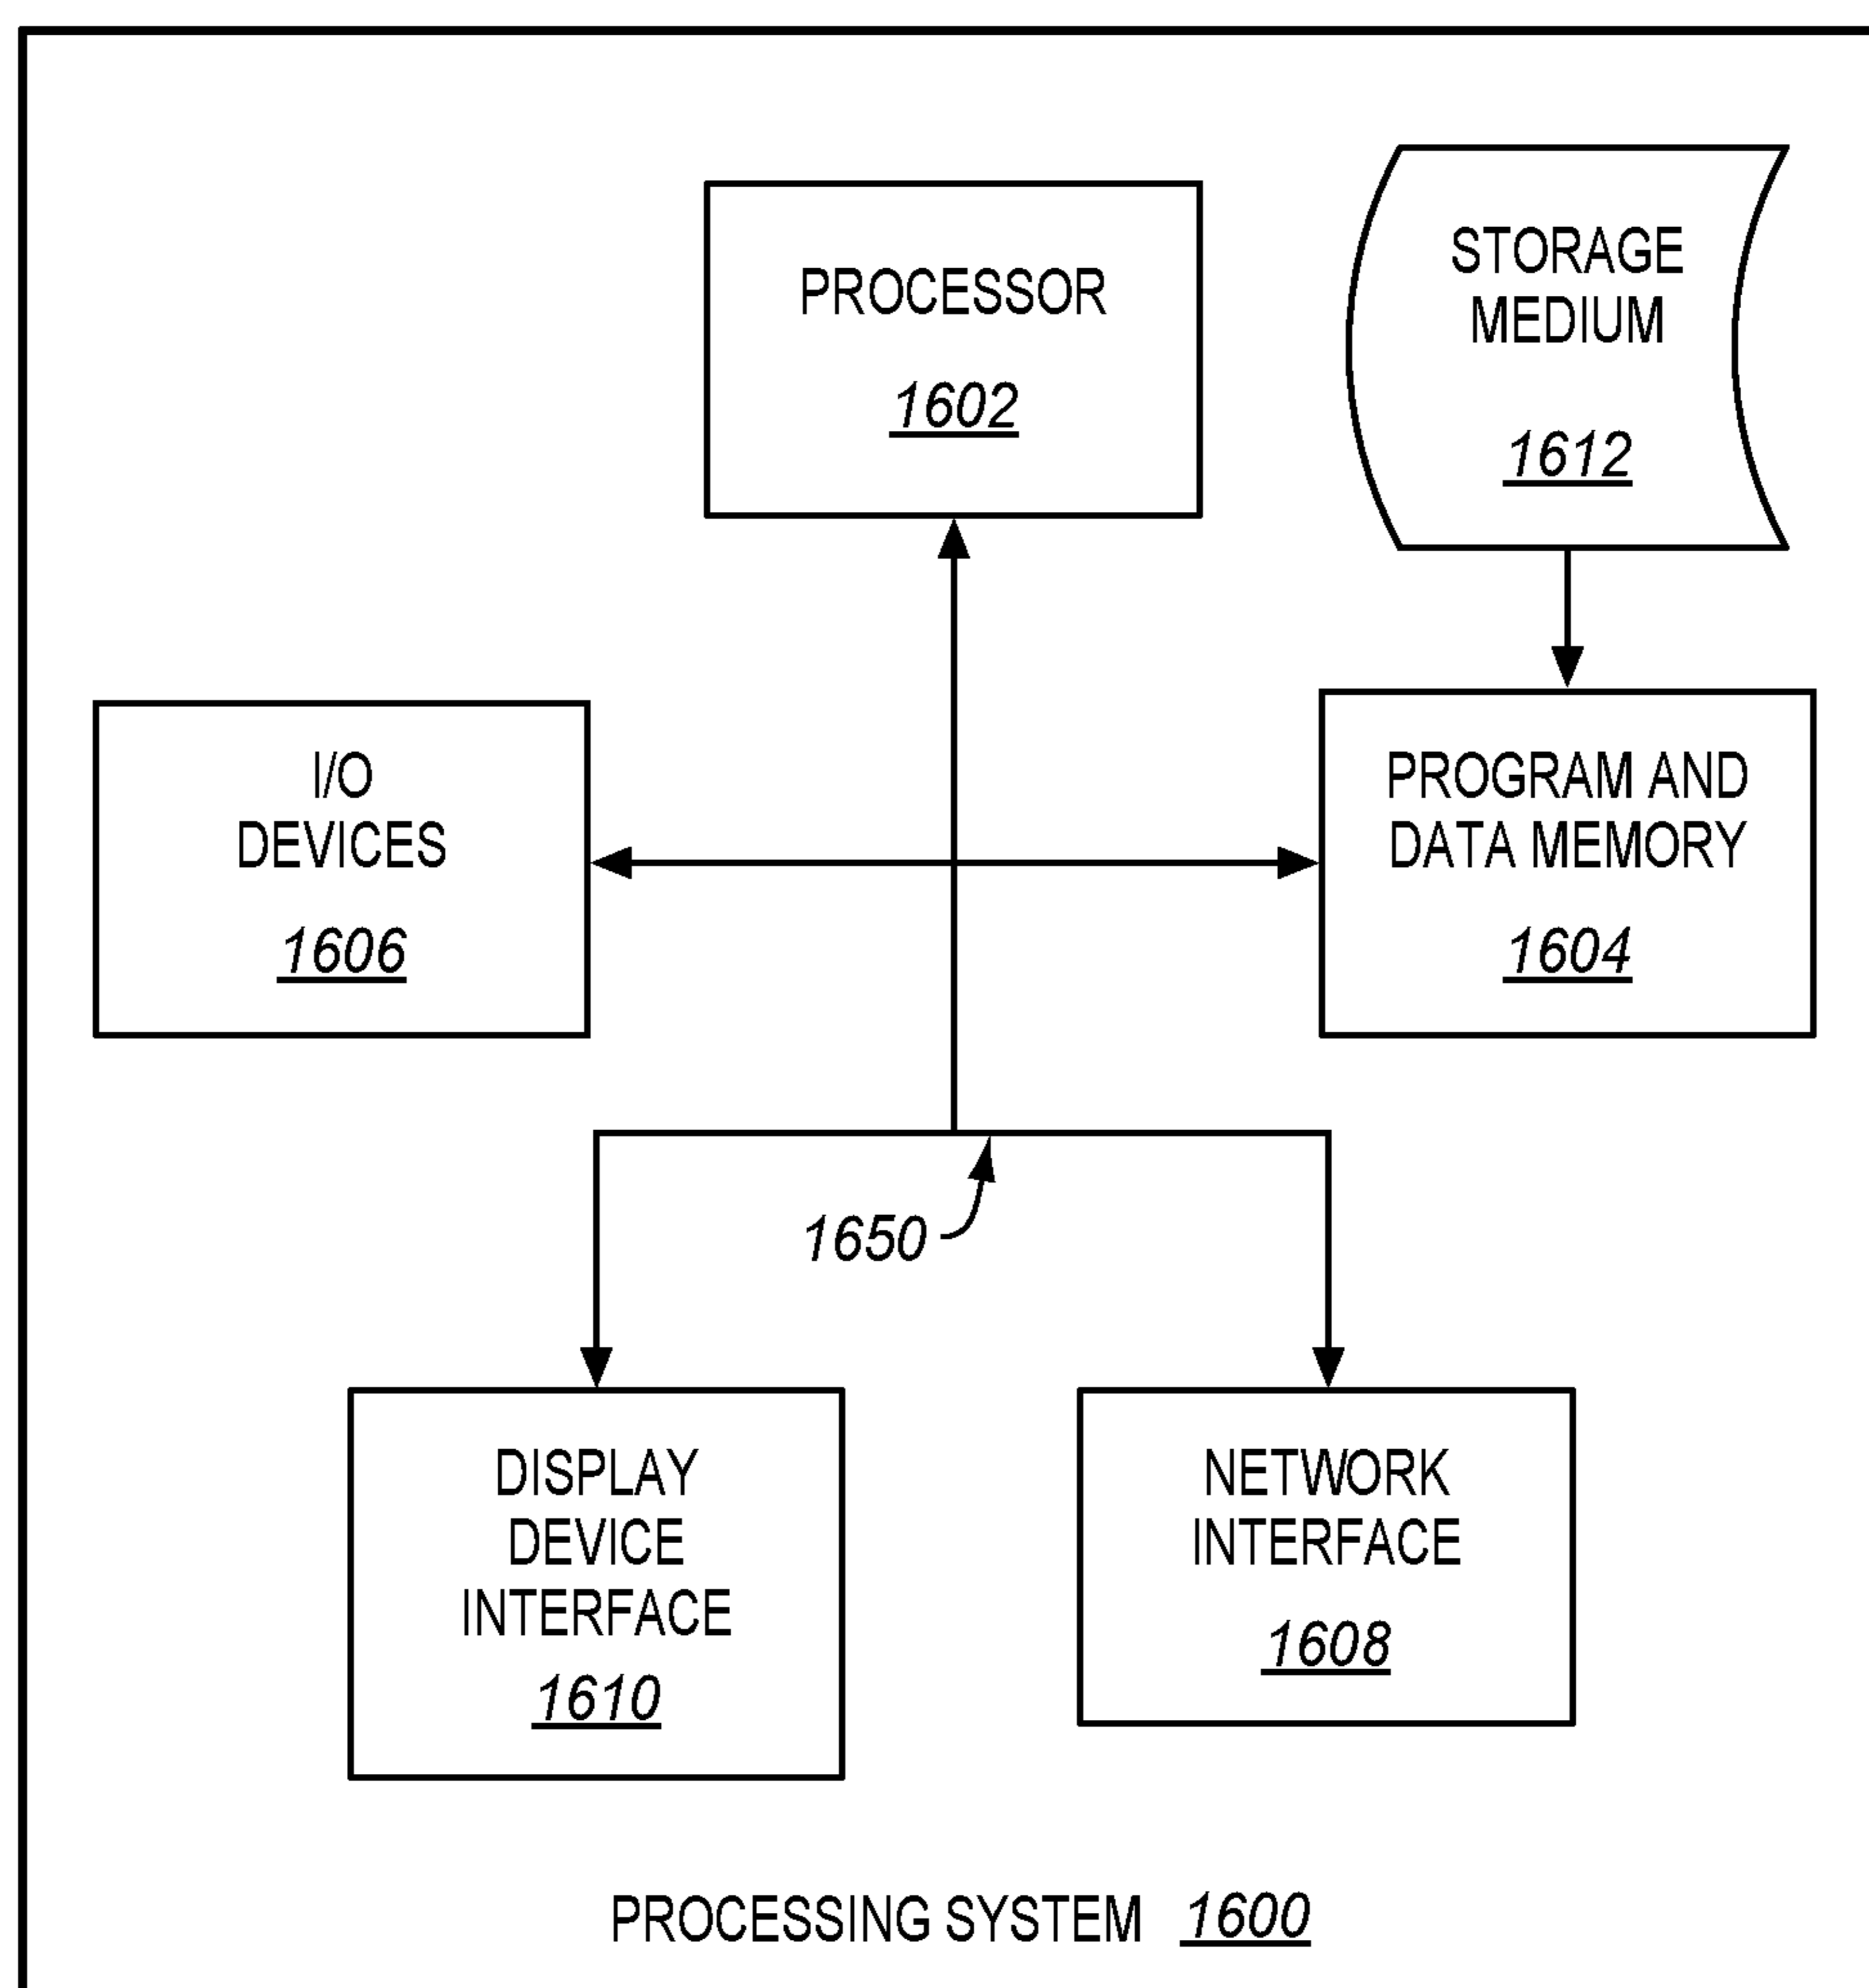 PROCESSOR
1602
STORAGE
MEDIUM
1612
I/O
DEVICES
1606
PROGRAM AND
DATA MEMORY
1604
1650
DISPLAY
DEVICE
INTERFACE
1610
NETWORK
INTERFACE
1608
PROCESSING SYSTEM 1600